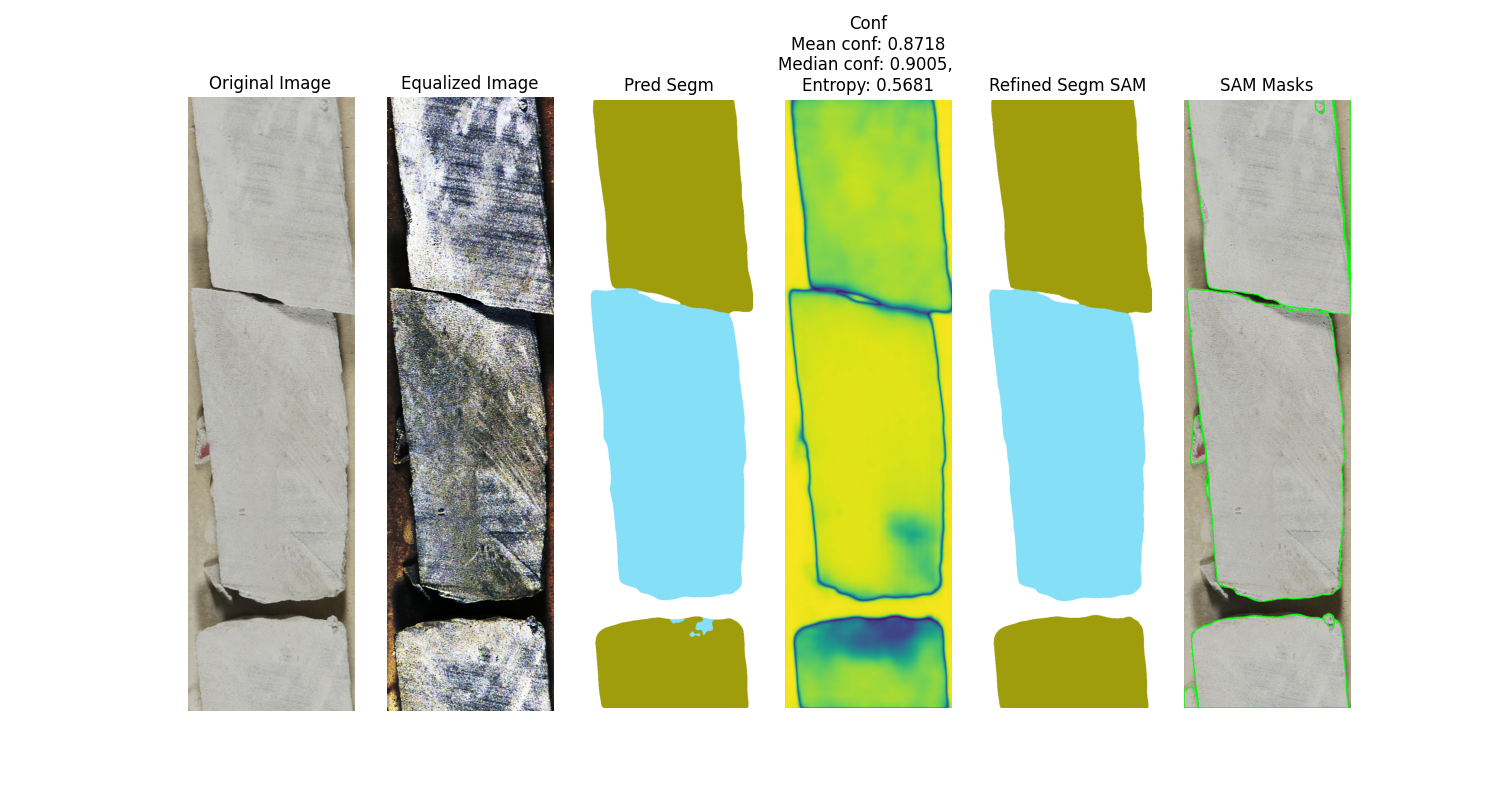 Original Image
Equalized Image
Pred Segm
Conf
Mean conf: 0.8718
Median conf: 0.9005,
Entropy: 0.5681
Refined Segm SAM
SAM Masks